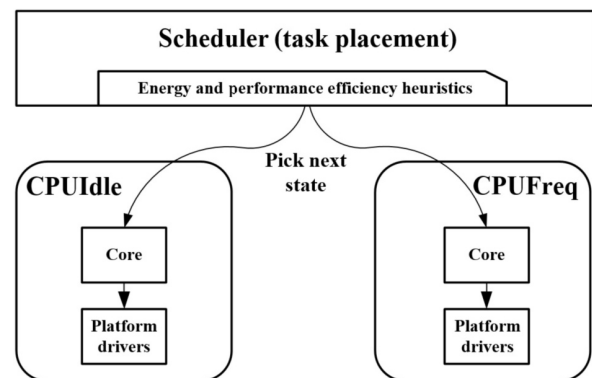 Scheduler (task placement)
Energy and performance efficiency heuristics
Pick next
state
CPUIdle
CPUFreq
Core
Core
Platform
drivers
Platform
drivers